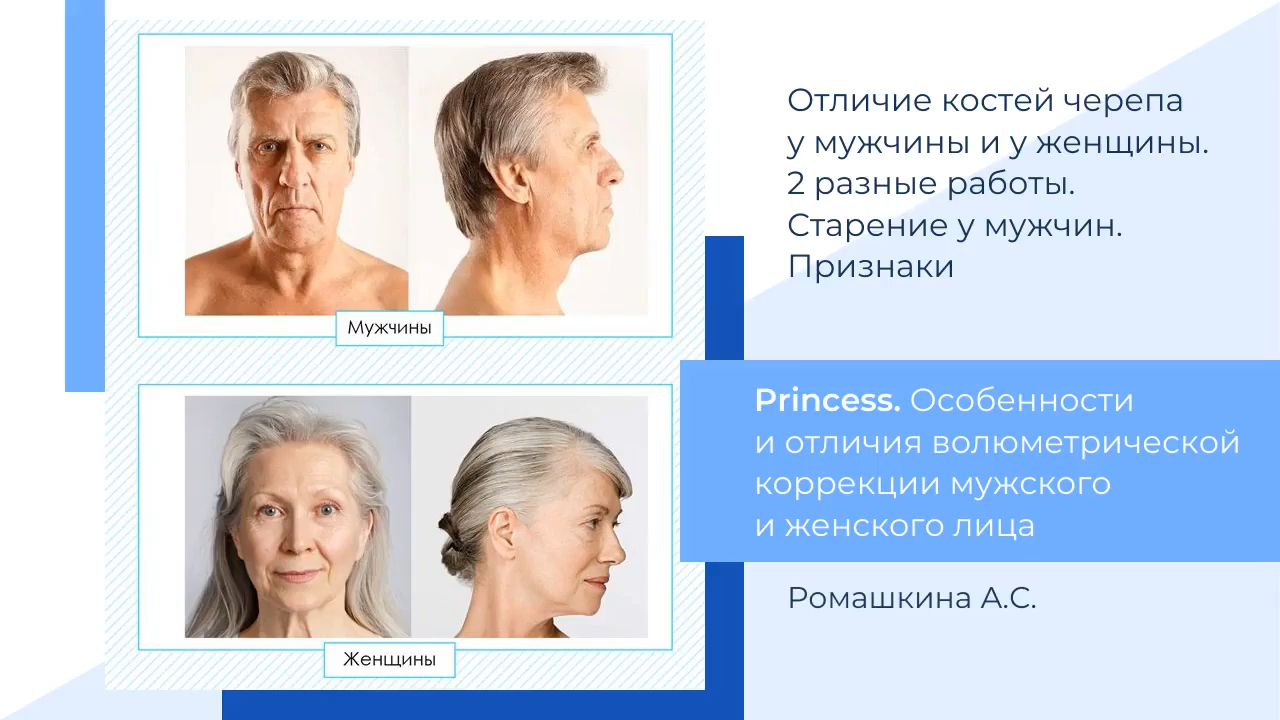 Мужчины
Женщины
Отличие костей черепа
у мужчины и у женщины.
2 разные работы.
Старение у мужчин.
Признаки
Princess. Особенности
и отличия волюметрической
коррекции мужского
и женского лица
Ромашкина А.С.